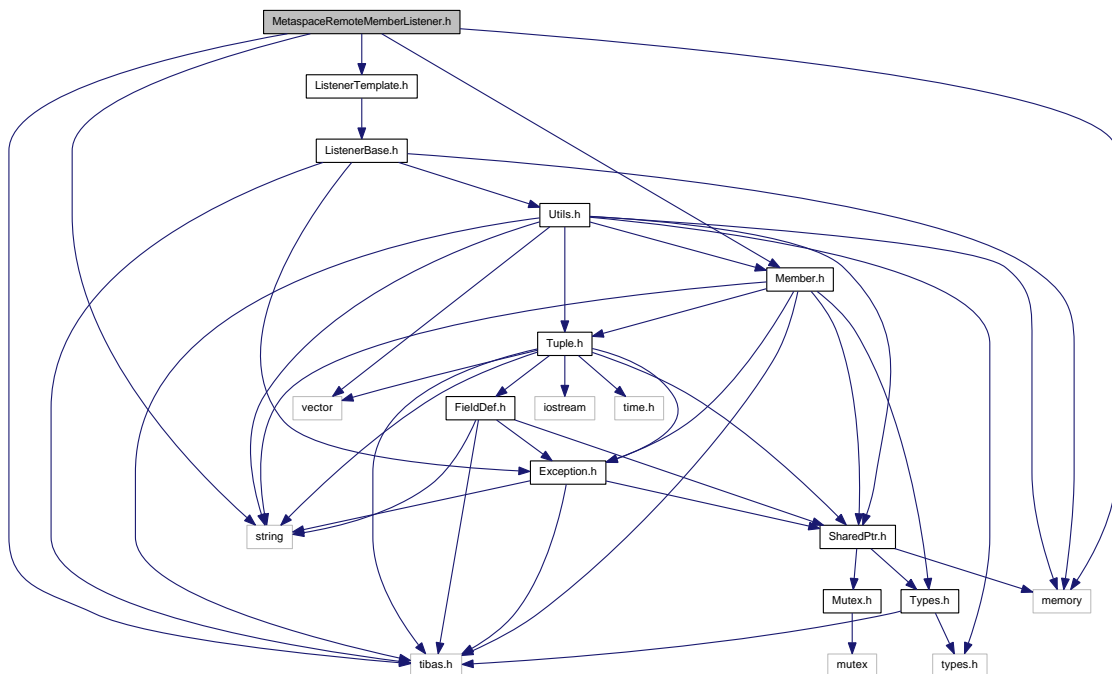 MetaspaceRemoteMemberListener.h
ListenerTemplate.h
ListenerBase.h
Utils.h
Member.h
Tuple.h
vector
FieldDef.h
iostream
time.h
Exception.h
string
SharedPtr.h
Mutex.h
Types.h
memory
tibas.h
mutex
types.h